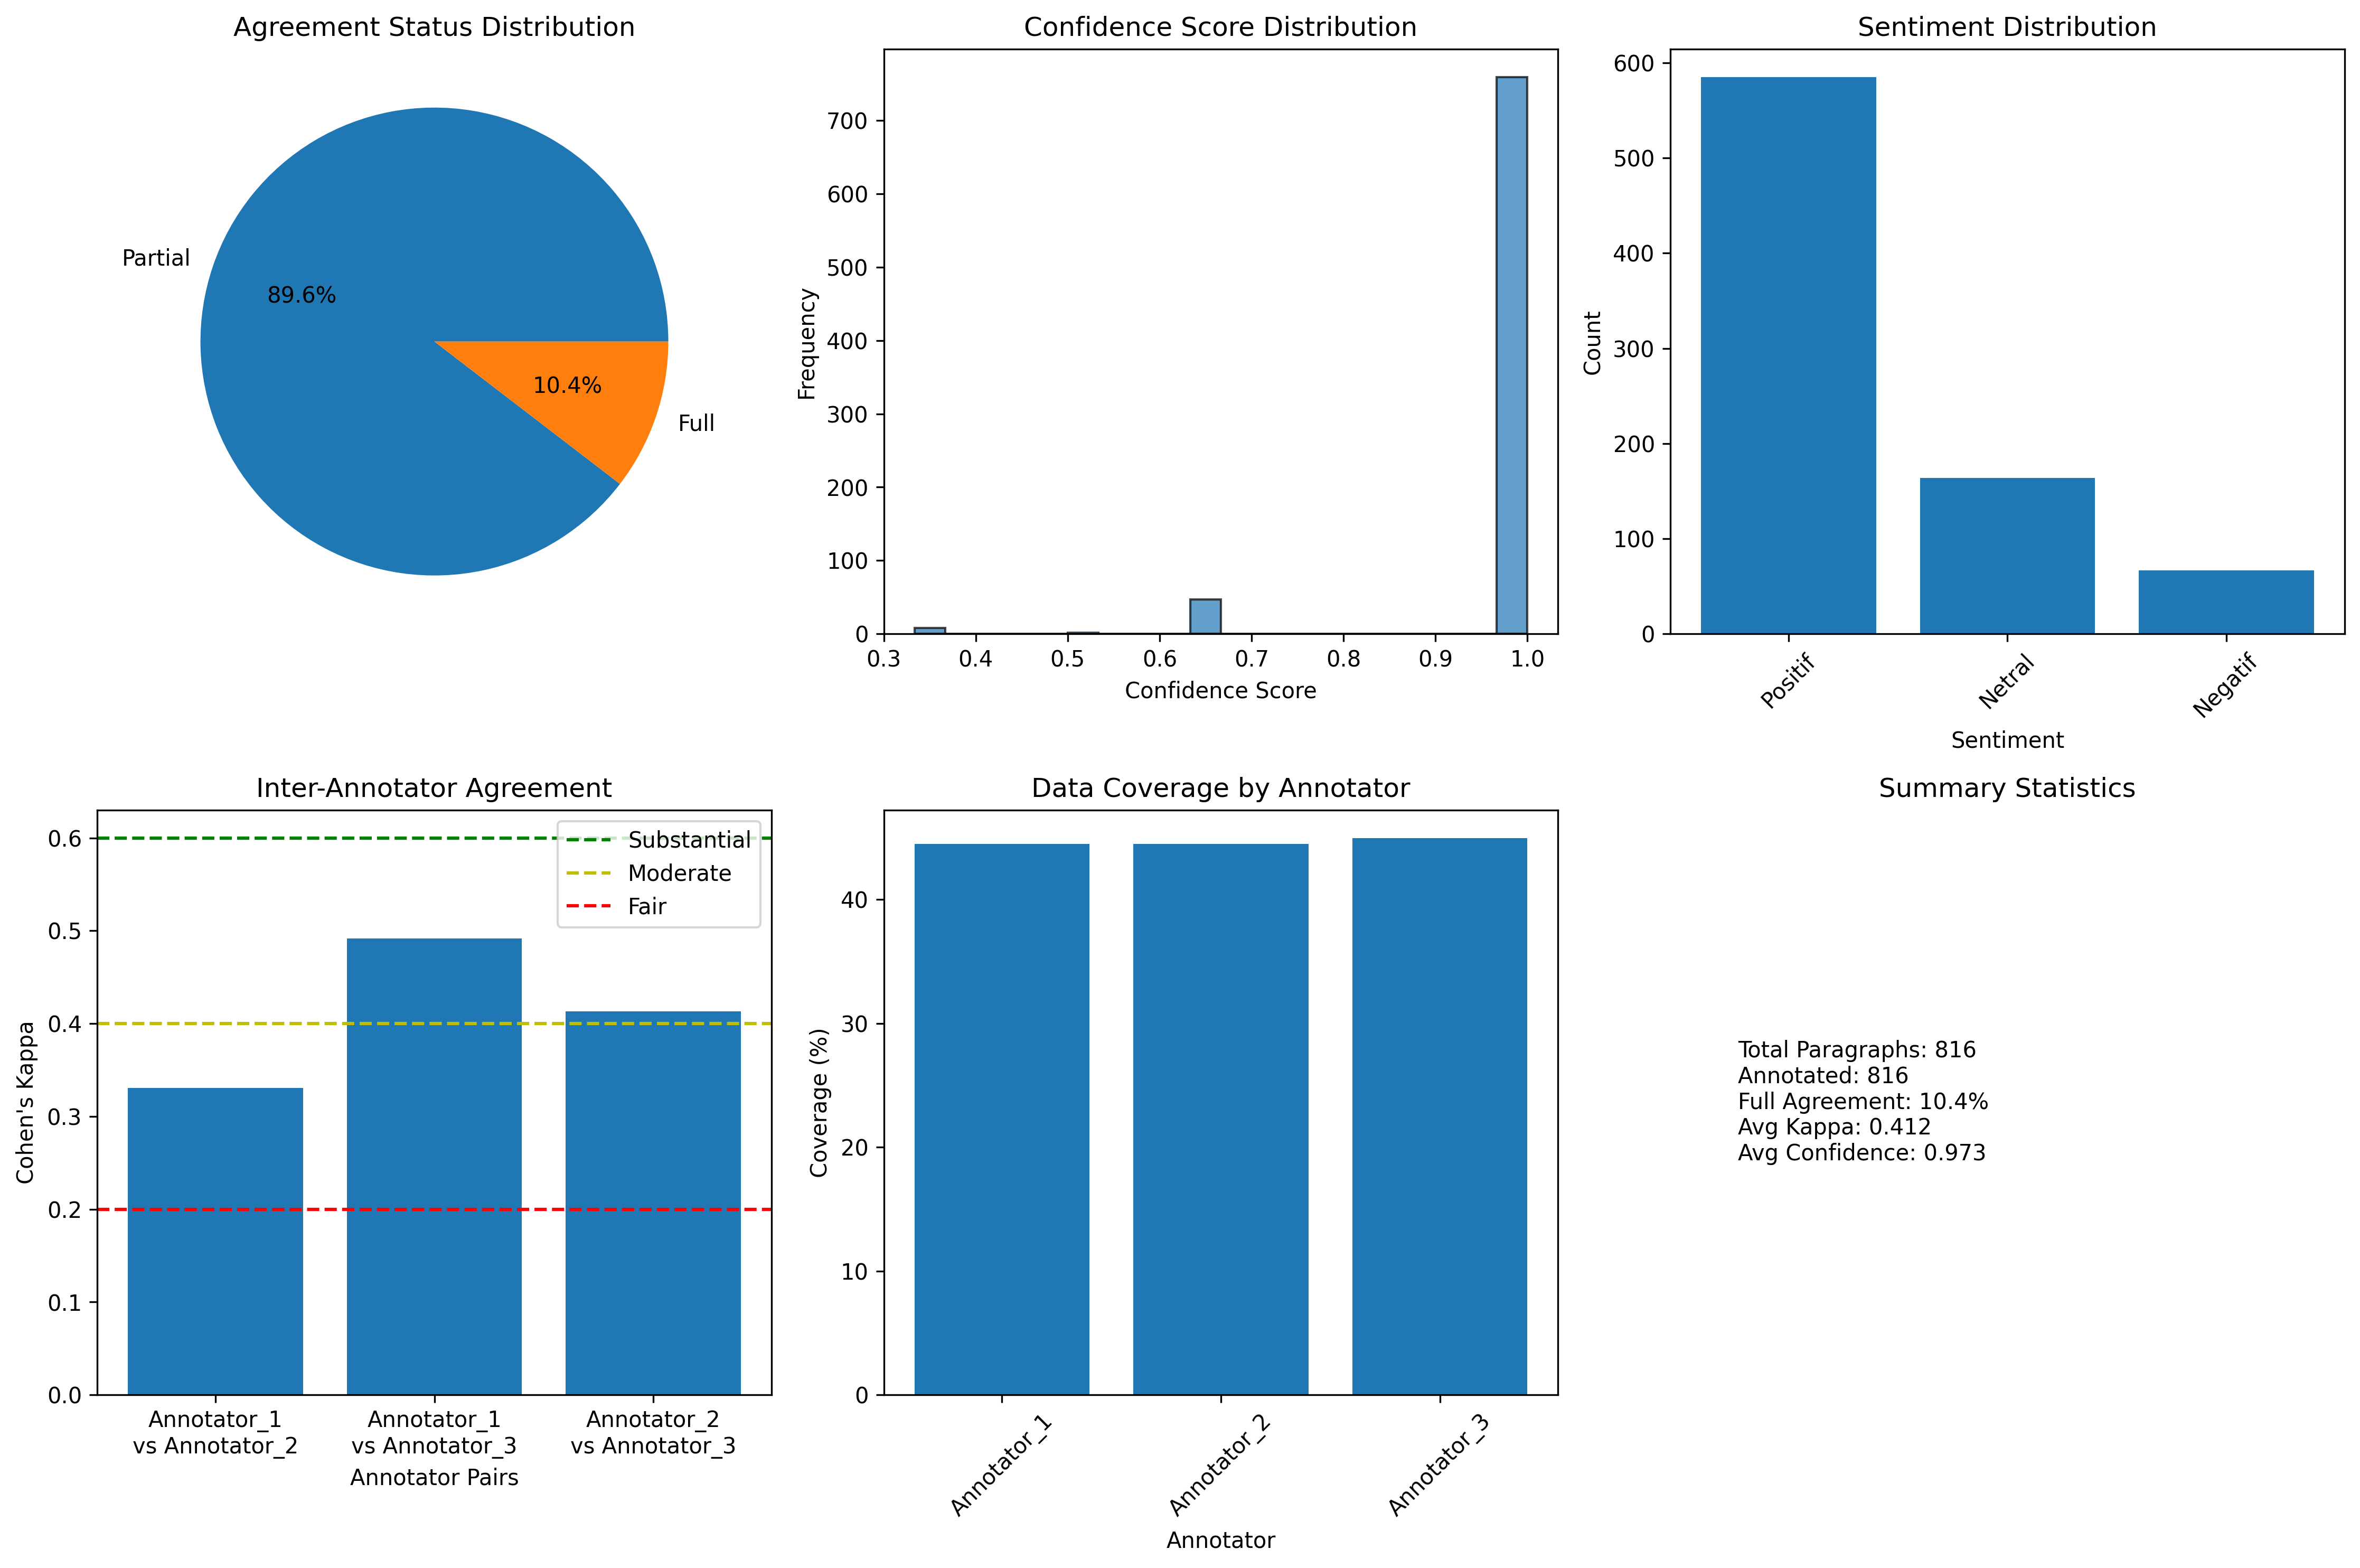 Agreement Status Distribution
Partial
89.6%
10.4%
Full
Confidence Score Distribution
Frequency
700
600
500
400
300
200
100
0
0.3 0.4 0.5 0.6 0.7 0.8 0.9 1.0
Confidence Score
Sentiment Distribution
Count
600
500
400
300
200
100
0
Positif Netral Negatif
Sentiment
Inter-Annotator Agreement
Cohen's Kappa
0.6
0.5
0.4
0.3
0.2
0.1
0.0
Substantial
Moderate
Fair
Annotator_1
vs Annotator_2
Annotator_1
vs Annotator_3
Annotator_2
vs Annotator_3
Annotator Pairs
Data Coverage by Annotator
Coverage (%)
40
30
20
10
0
Annotator_1 Annotator_2 Annotator_3
Annotator
Summary Statistics
Total Paragraphs: 816
Annotated: 816
Full Agreement: 10.4%
Avg Kappa: 0.412
Avg Confidence: 0.973